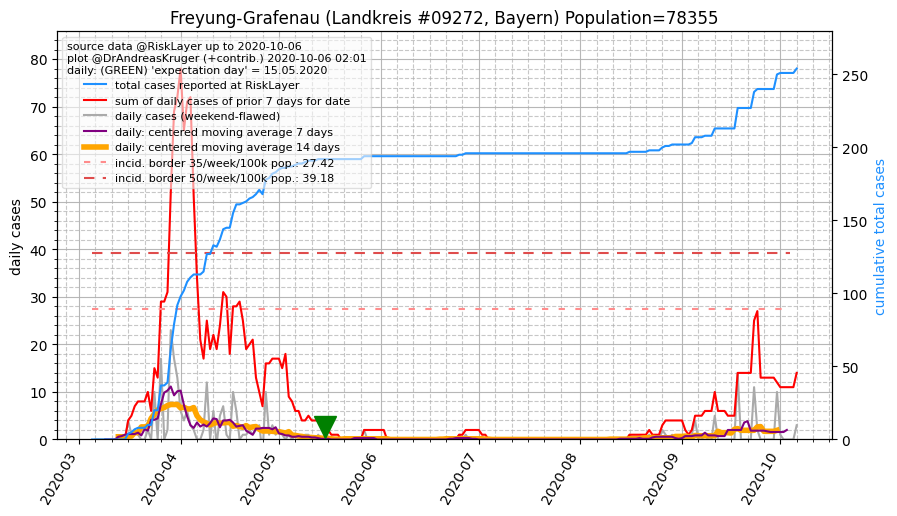 Freyung-Grafenau (Landkreis #09272, Bayern) Population=78355
source data @RiskLayer up to 2020-10-06
plot @DrAndreasKruger (+contrib.) 2020-10-06 02:01
daily: (GREEN) 'expectation day' = 15.05.2020
total cases reported at RiskLayer
sum of daily cases of prior 7 days for date
daily cases (weekend-flawed)
daily: centered moving average 7 days
daily: centered moving average 14 days
incid. border 35/week/100k pop.: 27.42
incid. border 50/week/100k pop.: 39.18
daily cases
80
70
60
50
40
30
20
10
0
cumulative total cases
250
200
150
100
50
0
2020-03
2020-04
2020-05
2020-06
2020-07
2020-08
2020-09
2020-10